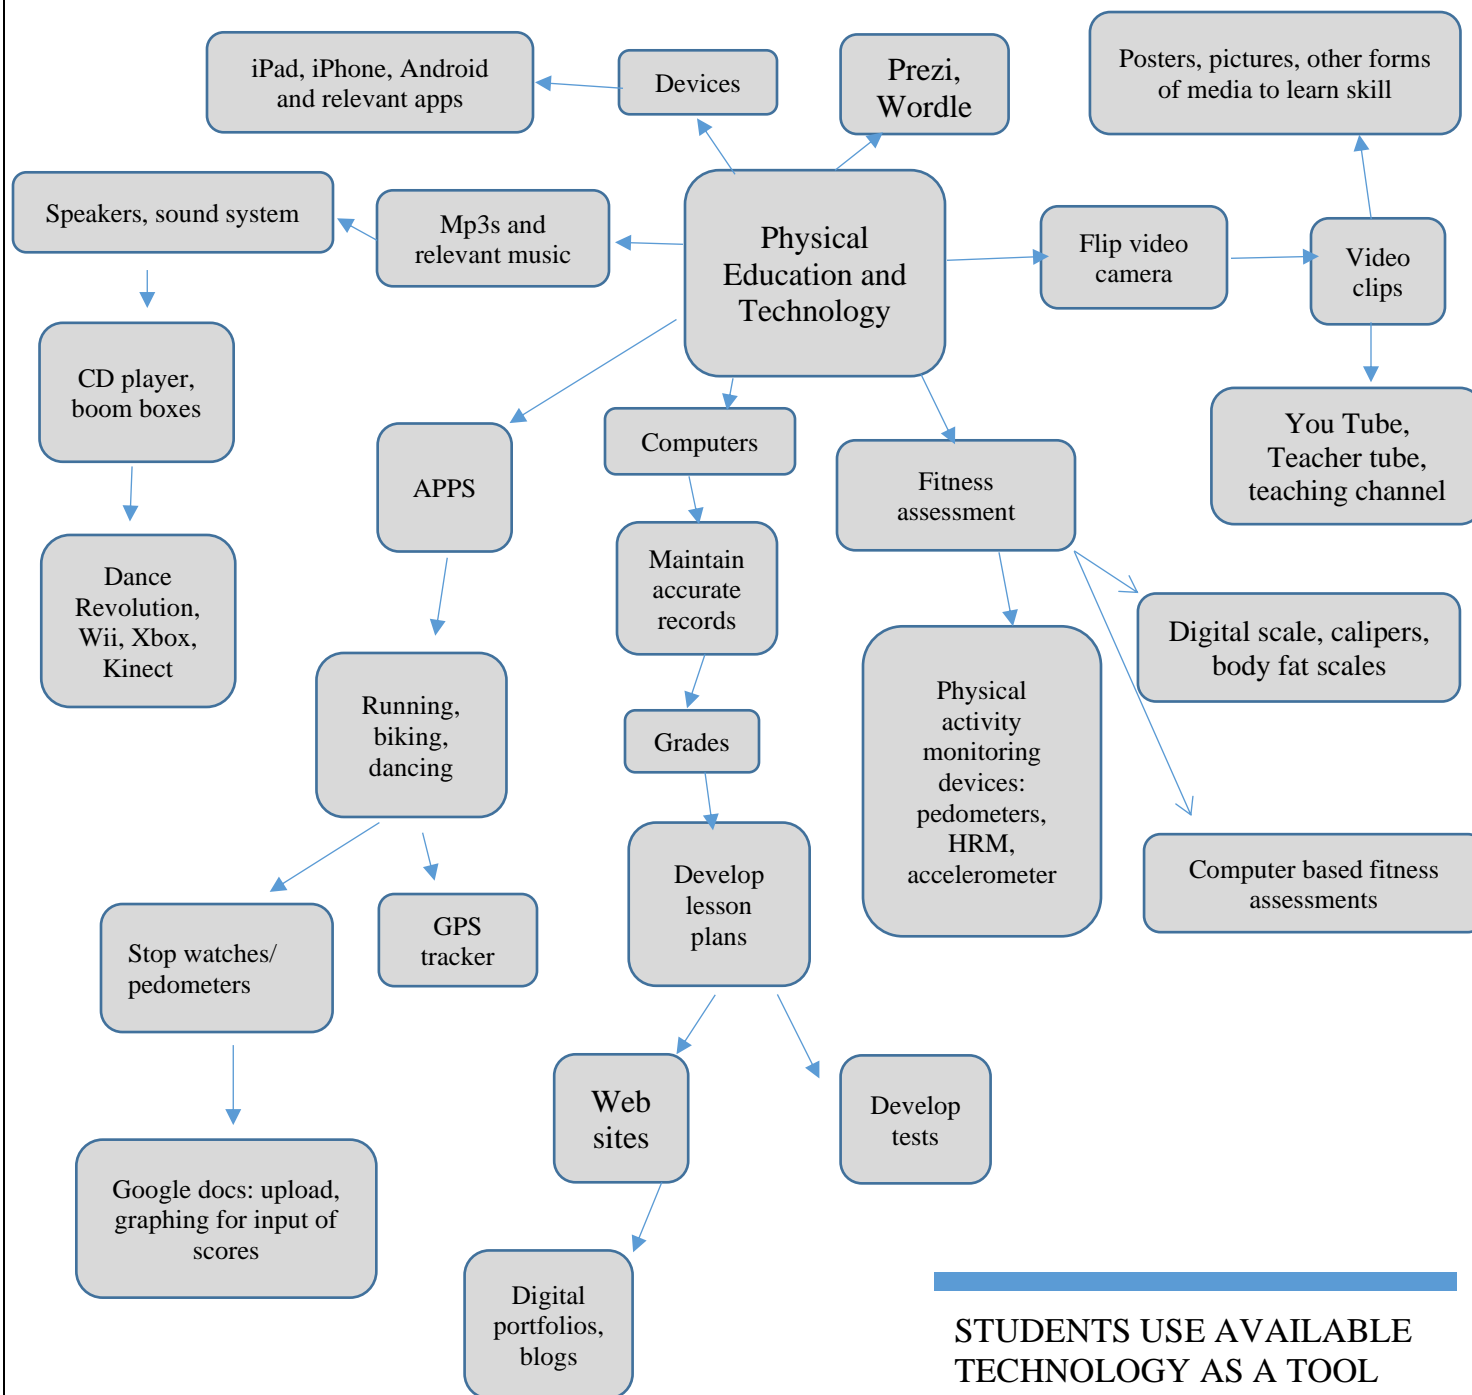 iPad, iPhone, Android
and relevant apps
Devices
Prezi,
Wordle
Posters, pictures, other forms
of media to learn skill
Speakers, sound system
Mp3s and
relevant music
Physical
Education and
Technology
Flip video
camera
Video
clips
CD player,
boom boxes
APPS
Computers
Fitness
assessment
You Tube,
Teacher tube,
teaching channel
Dance
Revolution,
Wii, Xbox,
Kinect
Maintain
accurate
records
Digital scale, calipers,
body fat scales
Running,
biking,
dancing
Grades
Physical
activity
monitoring
devices:
pedometers,
HRM,
accelerometer
Computer based fitness
assessments
Stop watches/
pedometers
GPS
tracker
Develop
lesson
plans
Web
sites
Develop
tests
Google docs: upload,
graphing for input of
scores
Digital
portfolios,
blogs
STUDENTS USE AVAILABLE
TECHNOLOGY AS A TOOL